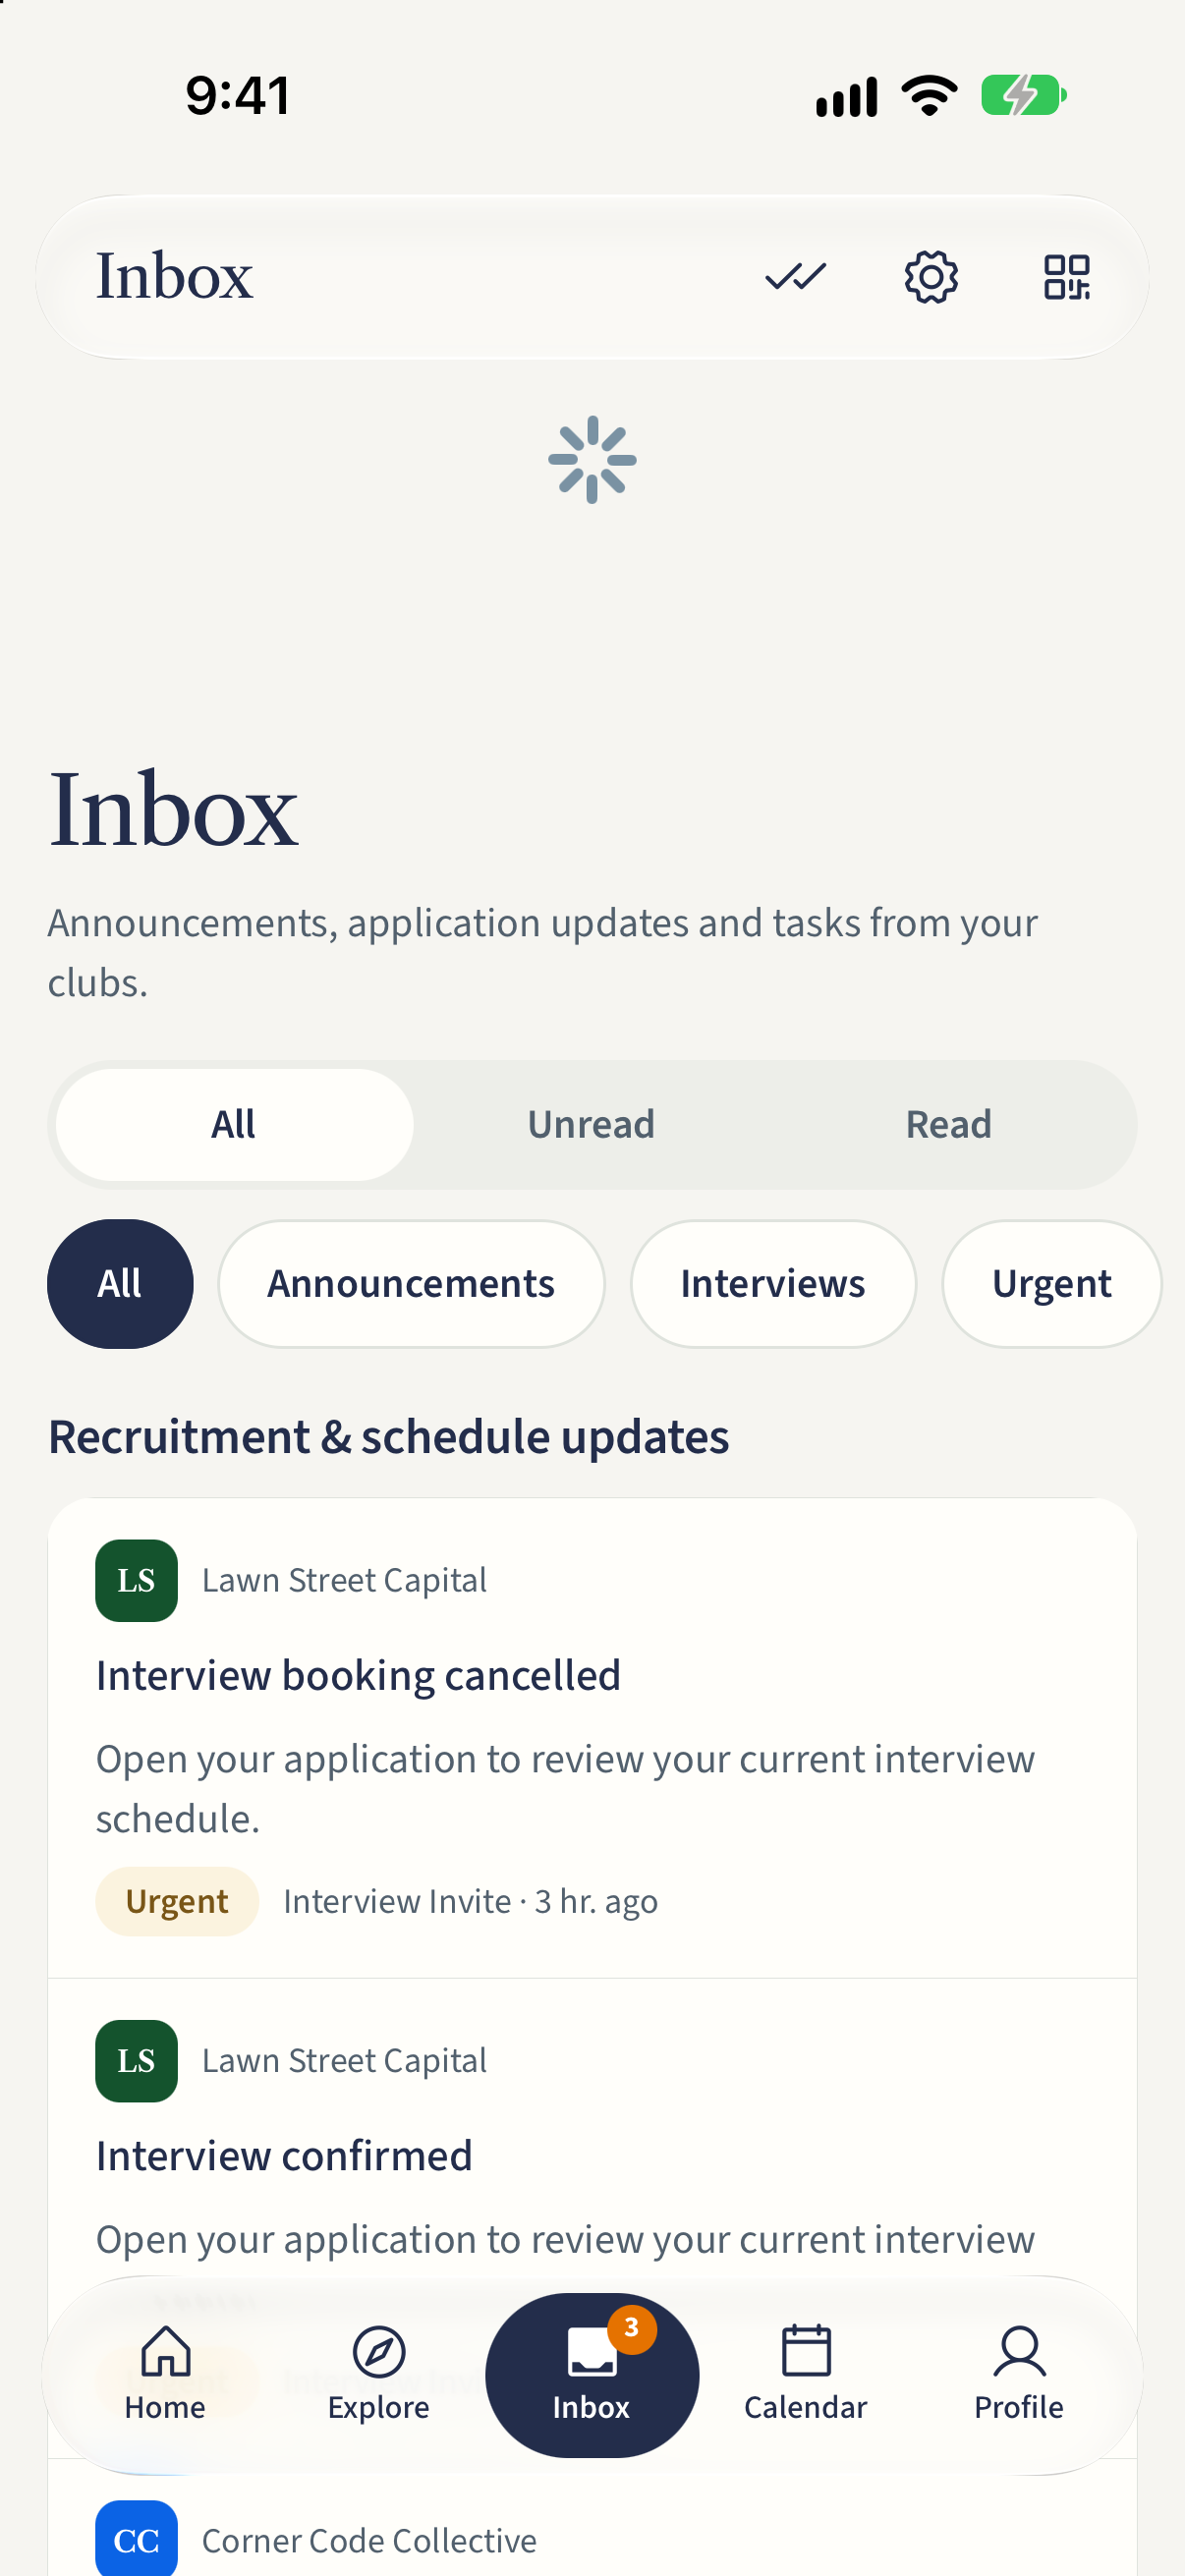 9:41
Inbox
Inbox
Announcements, application updates and tasks from your
clubs.
All Unread Read
All Announcements Interviews Urgent
Recruitment & schedule updates
LS Lawn Street Capital
Interview booking cancelled
Open your application to review your current interview
schedule.
Urgent Interview Invite · 3 hr. ago
LS Lawn Street Capital
Interview confirmed
Open your application to review your current interview
Urgent Interview Inv
3
Home Explore Inbox Calendar Profile
CC Corner Code Collective